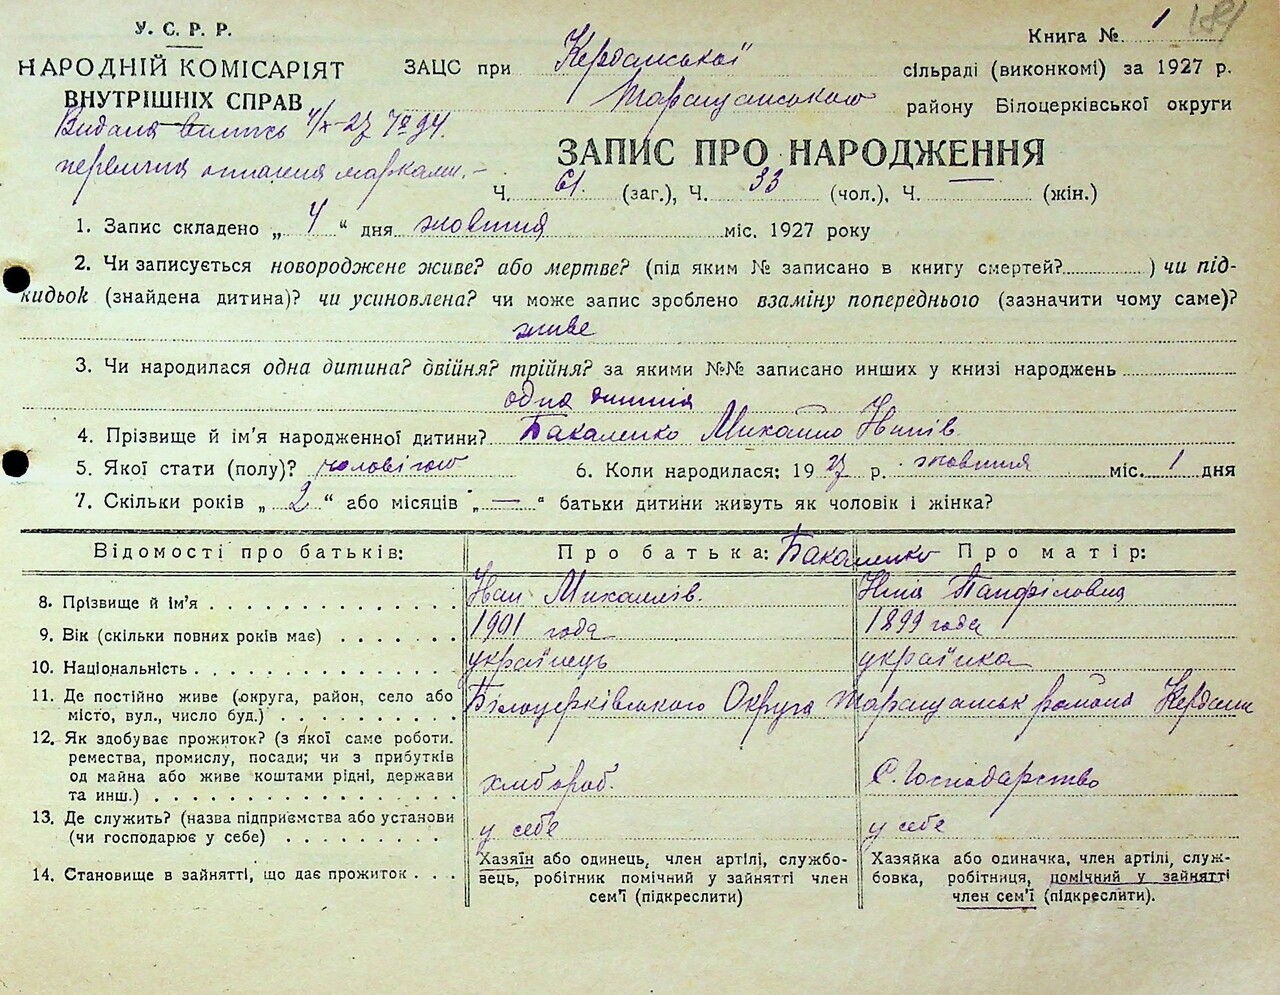 У. С. Р. Р.
НАРОДНІЙ КОМІСАРІЯТ
ВНУТРІШНІХ СПРАВ
Книга №. 1
ЗАЦС при Керданської сільраді (виконкомі) за 1927 р.
Таращанського району Білоцерківської округи
Видана випись 4/X-27 № 94.
оплачения марками. –
ЗАПИС ПРО НАРОДЖЕННЯ
Ч. 61. (заг.), Ч. 33 (чол.), Ч. (жін.)
1. Запис складено „ 4 “ дня жовтня міс. 1927 року
2. Чи записується новороджене живе? або мертве? (під яким № записано в книгу смертей?) чи під-
кидьок (знайдена дитина)? чи усиновлена? чи може запис зроблено взаміну попереднього (зазначити чому саме)?
живе
3. Чи народилася одна дитина? двійня? трійня? за якими №№ записано инших у книзі народжень
одна дитина
4. Прізвище й ім'я народженної дитини? Бакаленко Михайло
5. Якої стати (полу)? чоловічою 6. Коли народилася: 1927 р. жовтня міс. 1 дня
7. Скільки років „ 2 “ або місяців „ — “ батьки дитини живуть як чоловік і жінка?
Відомості про батьків: Про батька: Бакаленко Про матір:
8. Прізвище й ім'я Иван Михайлів. Панфіловна
9. Вік (скільки повних років має) 1901 года 1899 года
10. Національність українець українка
11. Де постійно живе (округа, район, село або
місто, вул., число буд.) Білоцерківського Округа Таращанськ района Кердани
12. Як здобуває прожиток? (з якої саме роботи.
ремества, промислу, посади; чи з прибутків
од майна або живе коштами рідні, держави
та инш.) хлібороб. С. Господарство
13. Де служить? (назва підприємства або установи
(чи господарює у себе) у себе у себе
14. Становище в зайнятті, що дає прожиток
Хазяїн або одинець, член артілі, службо-
вець, робітник помічний у зайнятті член
сем'ї (підкреслити)
Хазяйка або одиначка, член артілі, служ-
бовка, робітниця, помічний у зайнятті
член сем'ї (підкреслити).